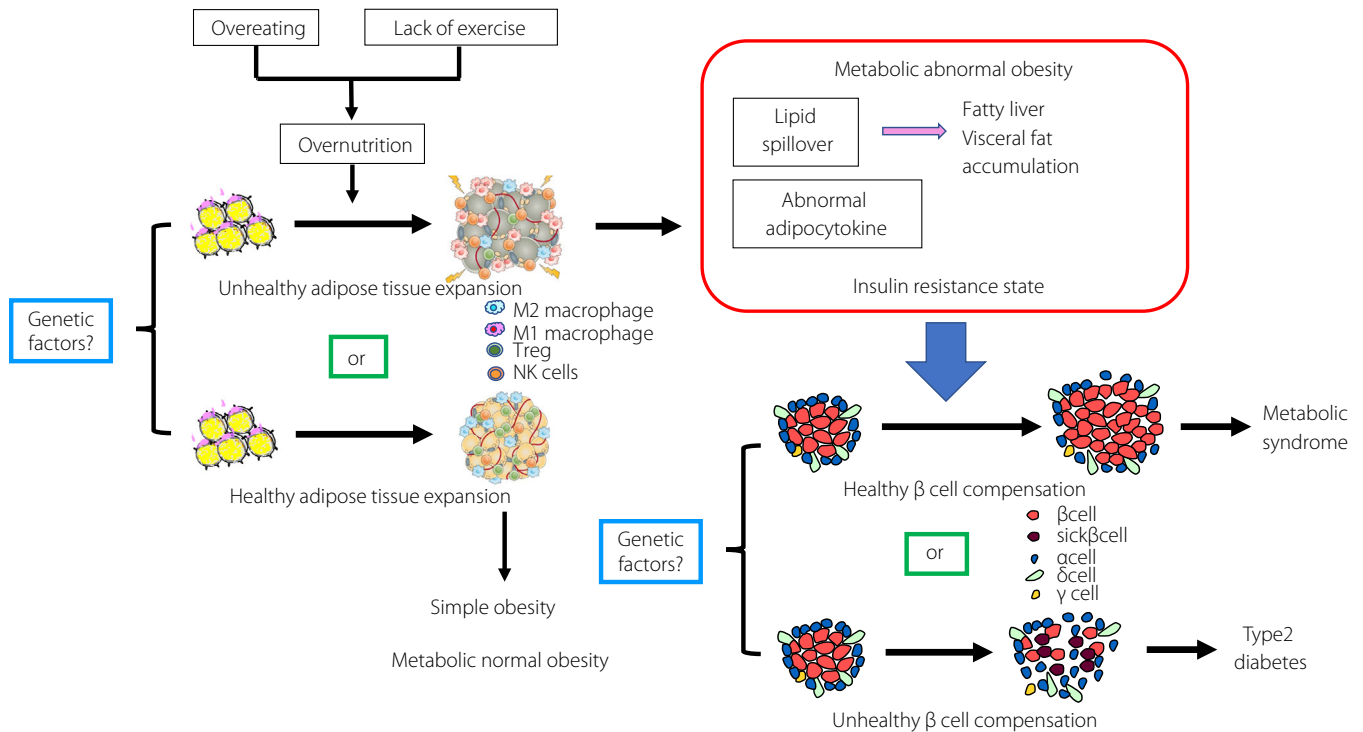 Overeating
Lack of exercise
Overnutrition
Unhealthy adipose tissue expansion
M2 macrophage
M1 macrophage
Treg
NK cells
Genetic
factors?
or
Healthy adipose tissue expansion
Simple obesity
Metabolic normal obesity
Metabolic abnormal obesity
Lipid
spillover
Fatty liver
Visceral fat
accumulation
Abnormal
adipocytokine
Insulin resistance state
Metabolic
syndrome
Healthy β cell compensation
Genetic
factors?
or
βcell
sickβcell
αcell
δcell
γ cell
Type2
diabetes
Unhealthy β cell compensation